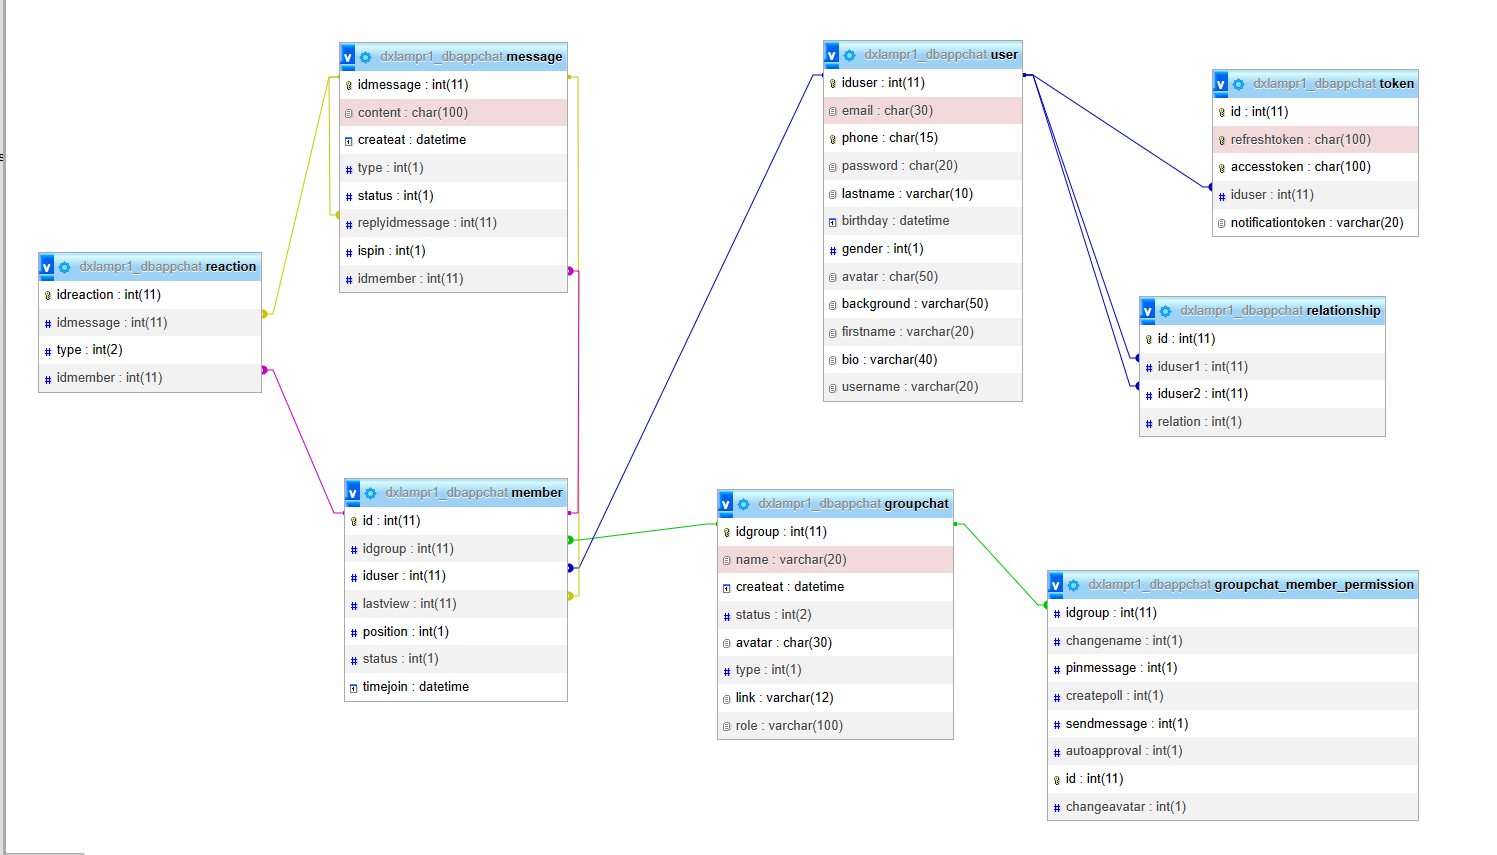 dxlampr1_dbappchat message
idmessage : int(11)
content : char(100)
createat : datetime
type : int(1)
status : int(1)
replyidmessage : int(11)
ispin : int(1)
idmember : int(11)
dxlampr1_dbappchat user
iduser : int(11)
email : char(30)
phone : char(15)
password : char(20)
lastname : varchar(10)
birthday : datetime
gender : int(1)
avatar : char(50)
background : varchar(50)
firstname : varchar(20)
bio : varchar(40)
username : varchar(20)
dxlampr1_dbappchat token
id : int(11)
refreshtoken : char(100)
accesstoken : char(100)
iduser : int(11)
notificationtoken : varchar(20)
dxlampr1_dbappchat reaction
idreaction : int(11)
idmessage : int(11)
type : int(2)
idmember : int(11)
dxlampr1_dbappchat relationship
id : int(11)
iduser1 : int(11)
iduser2 : int(11)
relation : int(1)
dxlampr1_dbappchat member
id : int(11)
idgroup : int(11)
iduser : int(11)
lastview : int(11)
position : int(1)
status : int(1)
timejoin : datetime
dxlampr1_dbappchat groupchat
idgroup : int(11)
name : varchar(20)
createat : datetime
status : int(2)
avatar : char(30)
type : int(1)
link : varchar(12)
role : varchar(100)
dxlampr1_dbappchat groupchat_member_permission
idgroup : int(11)
changename : int(1)
pinmessage : int(1)
createpoll : int(1)
sendmessage : int(1)
autoapproval : int(1)
id : int(11)
changeavatar : int(1)